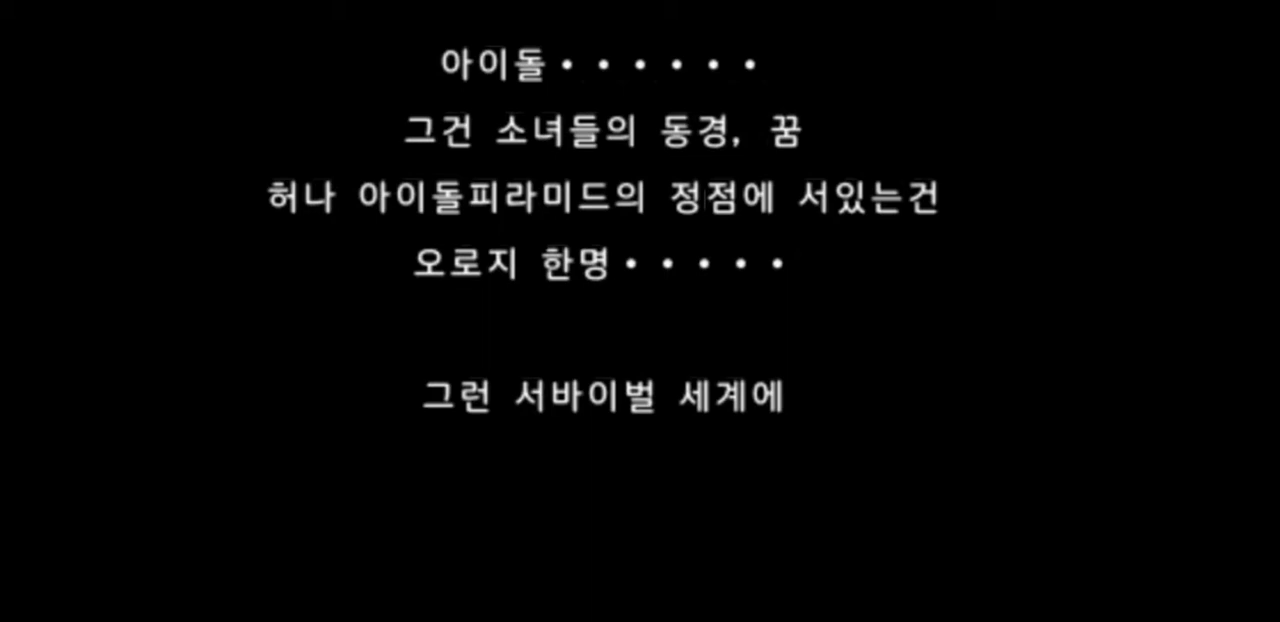 아이돌・・・・・・
그건 소녀들의 동경, 꿈
허나 아이돌피라미드의 정점에 서있는건
오로지 한명・・・・・
그런 서바이벌 세계에